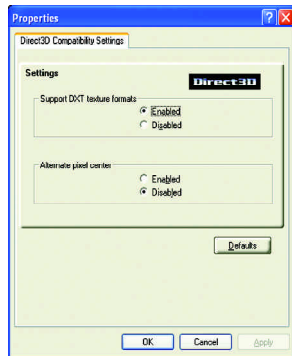 Properties
Direct3D Compatibility Settings
Settings
Direct3D
Support DXT texture formats
Enabled
Disabled
Alternate pixel center
Enabled
Disabled
Defaults
OK Cancel Apply